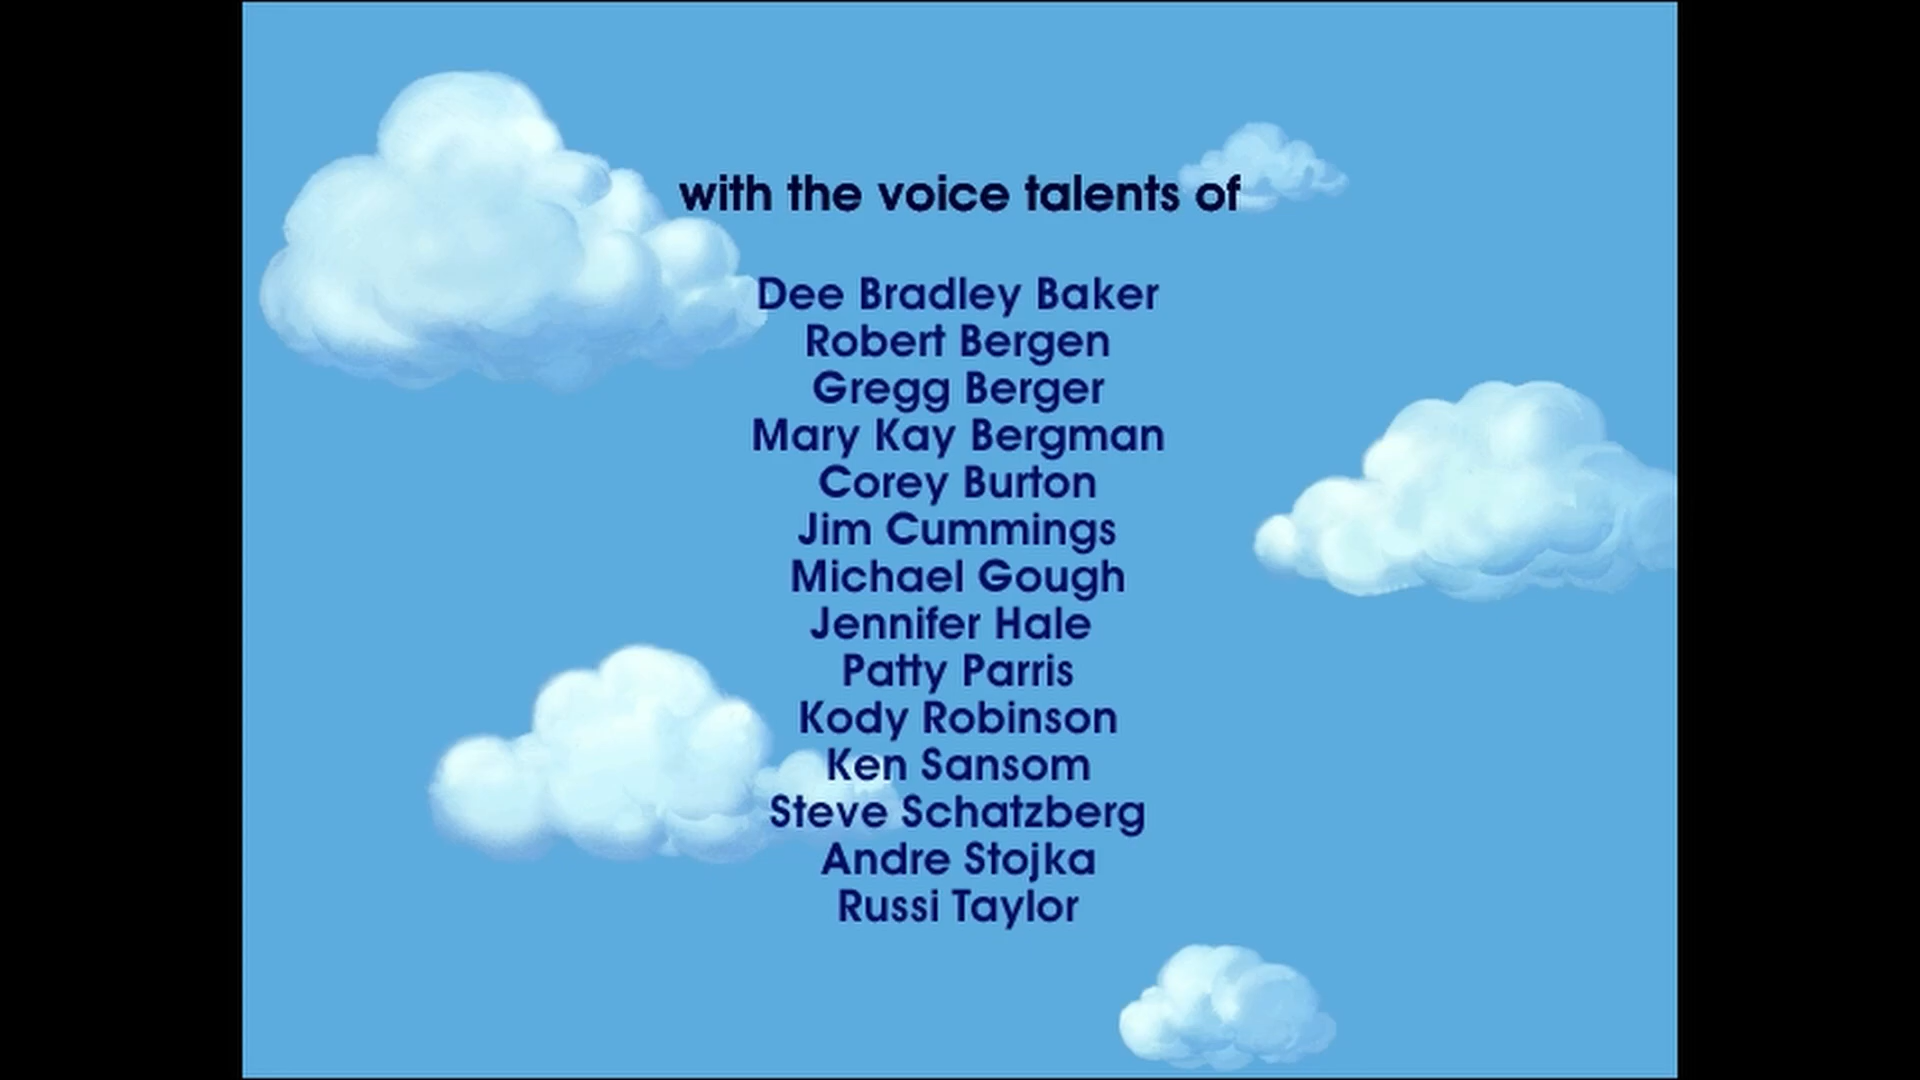 with the voice talents of
Dee Bradley Baker
Robert Bergen
Gregg Berger
Mary Kay Bergman
Corey Burton
Jim Cummings
Michael Gough
Jennifer Hale
Patty Parris
Kody Robinson
Ken Sansom
Steve Schatzberg
Andre Stojka
Russi Taylor